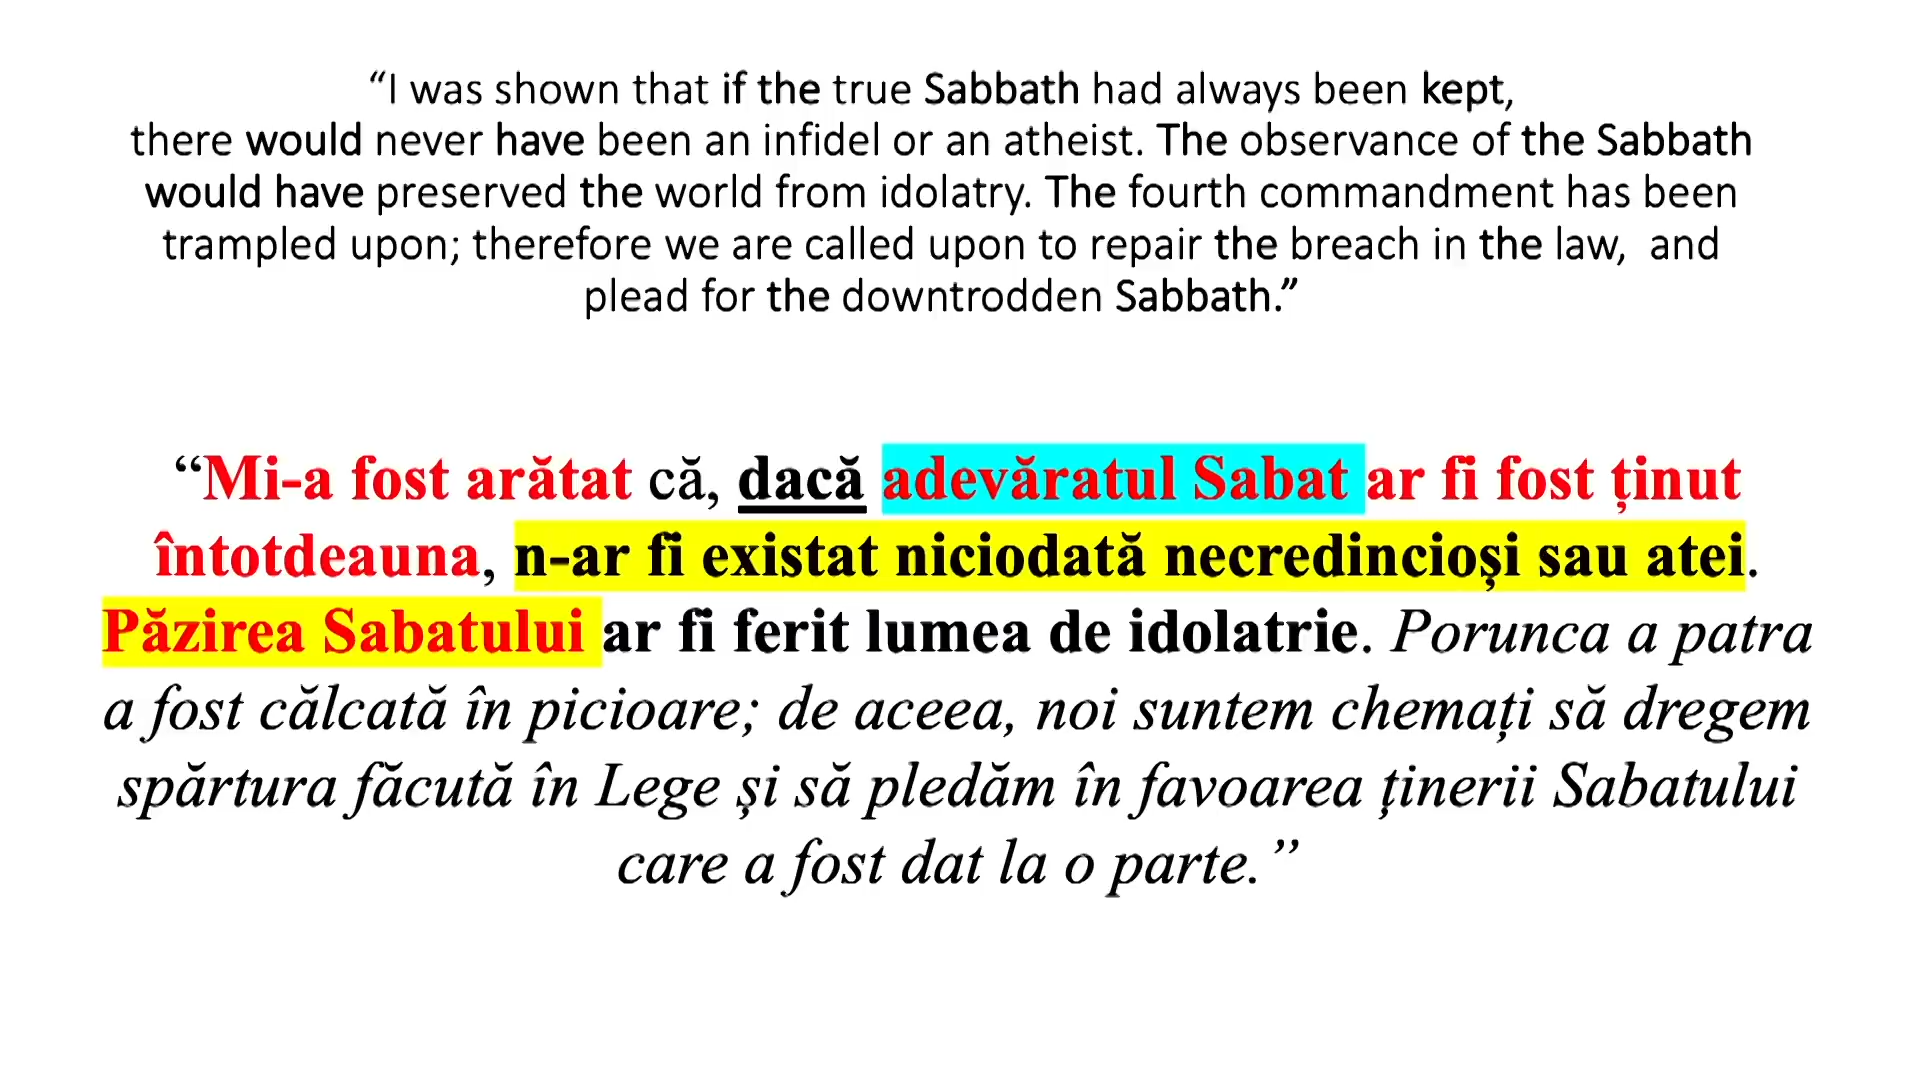 “I was shown that if the true Sabbath had always been kept,
there would never have been an infidel or an atheist. The observance of the Sabbath
would have preserved the world from idolatry. The fourth commandment has been
trampled upon; therefore we are called upon to repair the breach in the law, and
plead for the downtrodden Sabbath.”
“Mi-a fost arătat că, dacă adevăratul Sabat ar fi fost ținut
întotdeauna, n-ar fi existat niciodată necredincioși sau atei.
Păzirea Sabatului ar fi ferit lumea de idolatrie. Porunca a patra
a fost călcată în picioare; de aceea, noi suntem chemați să dregem
spărtura făcută în Lege și să pledăm în favoarea ținerii Sabatului
care a fost dat la o parte.”